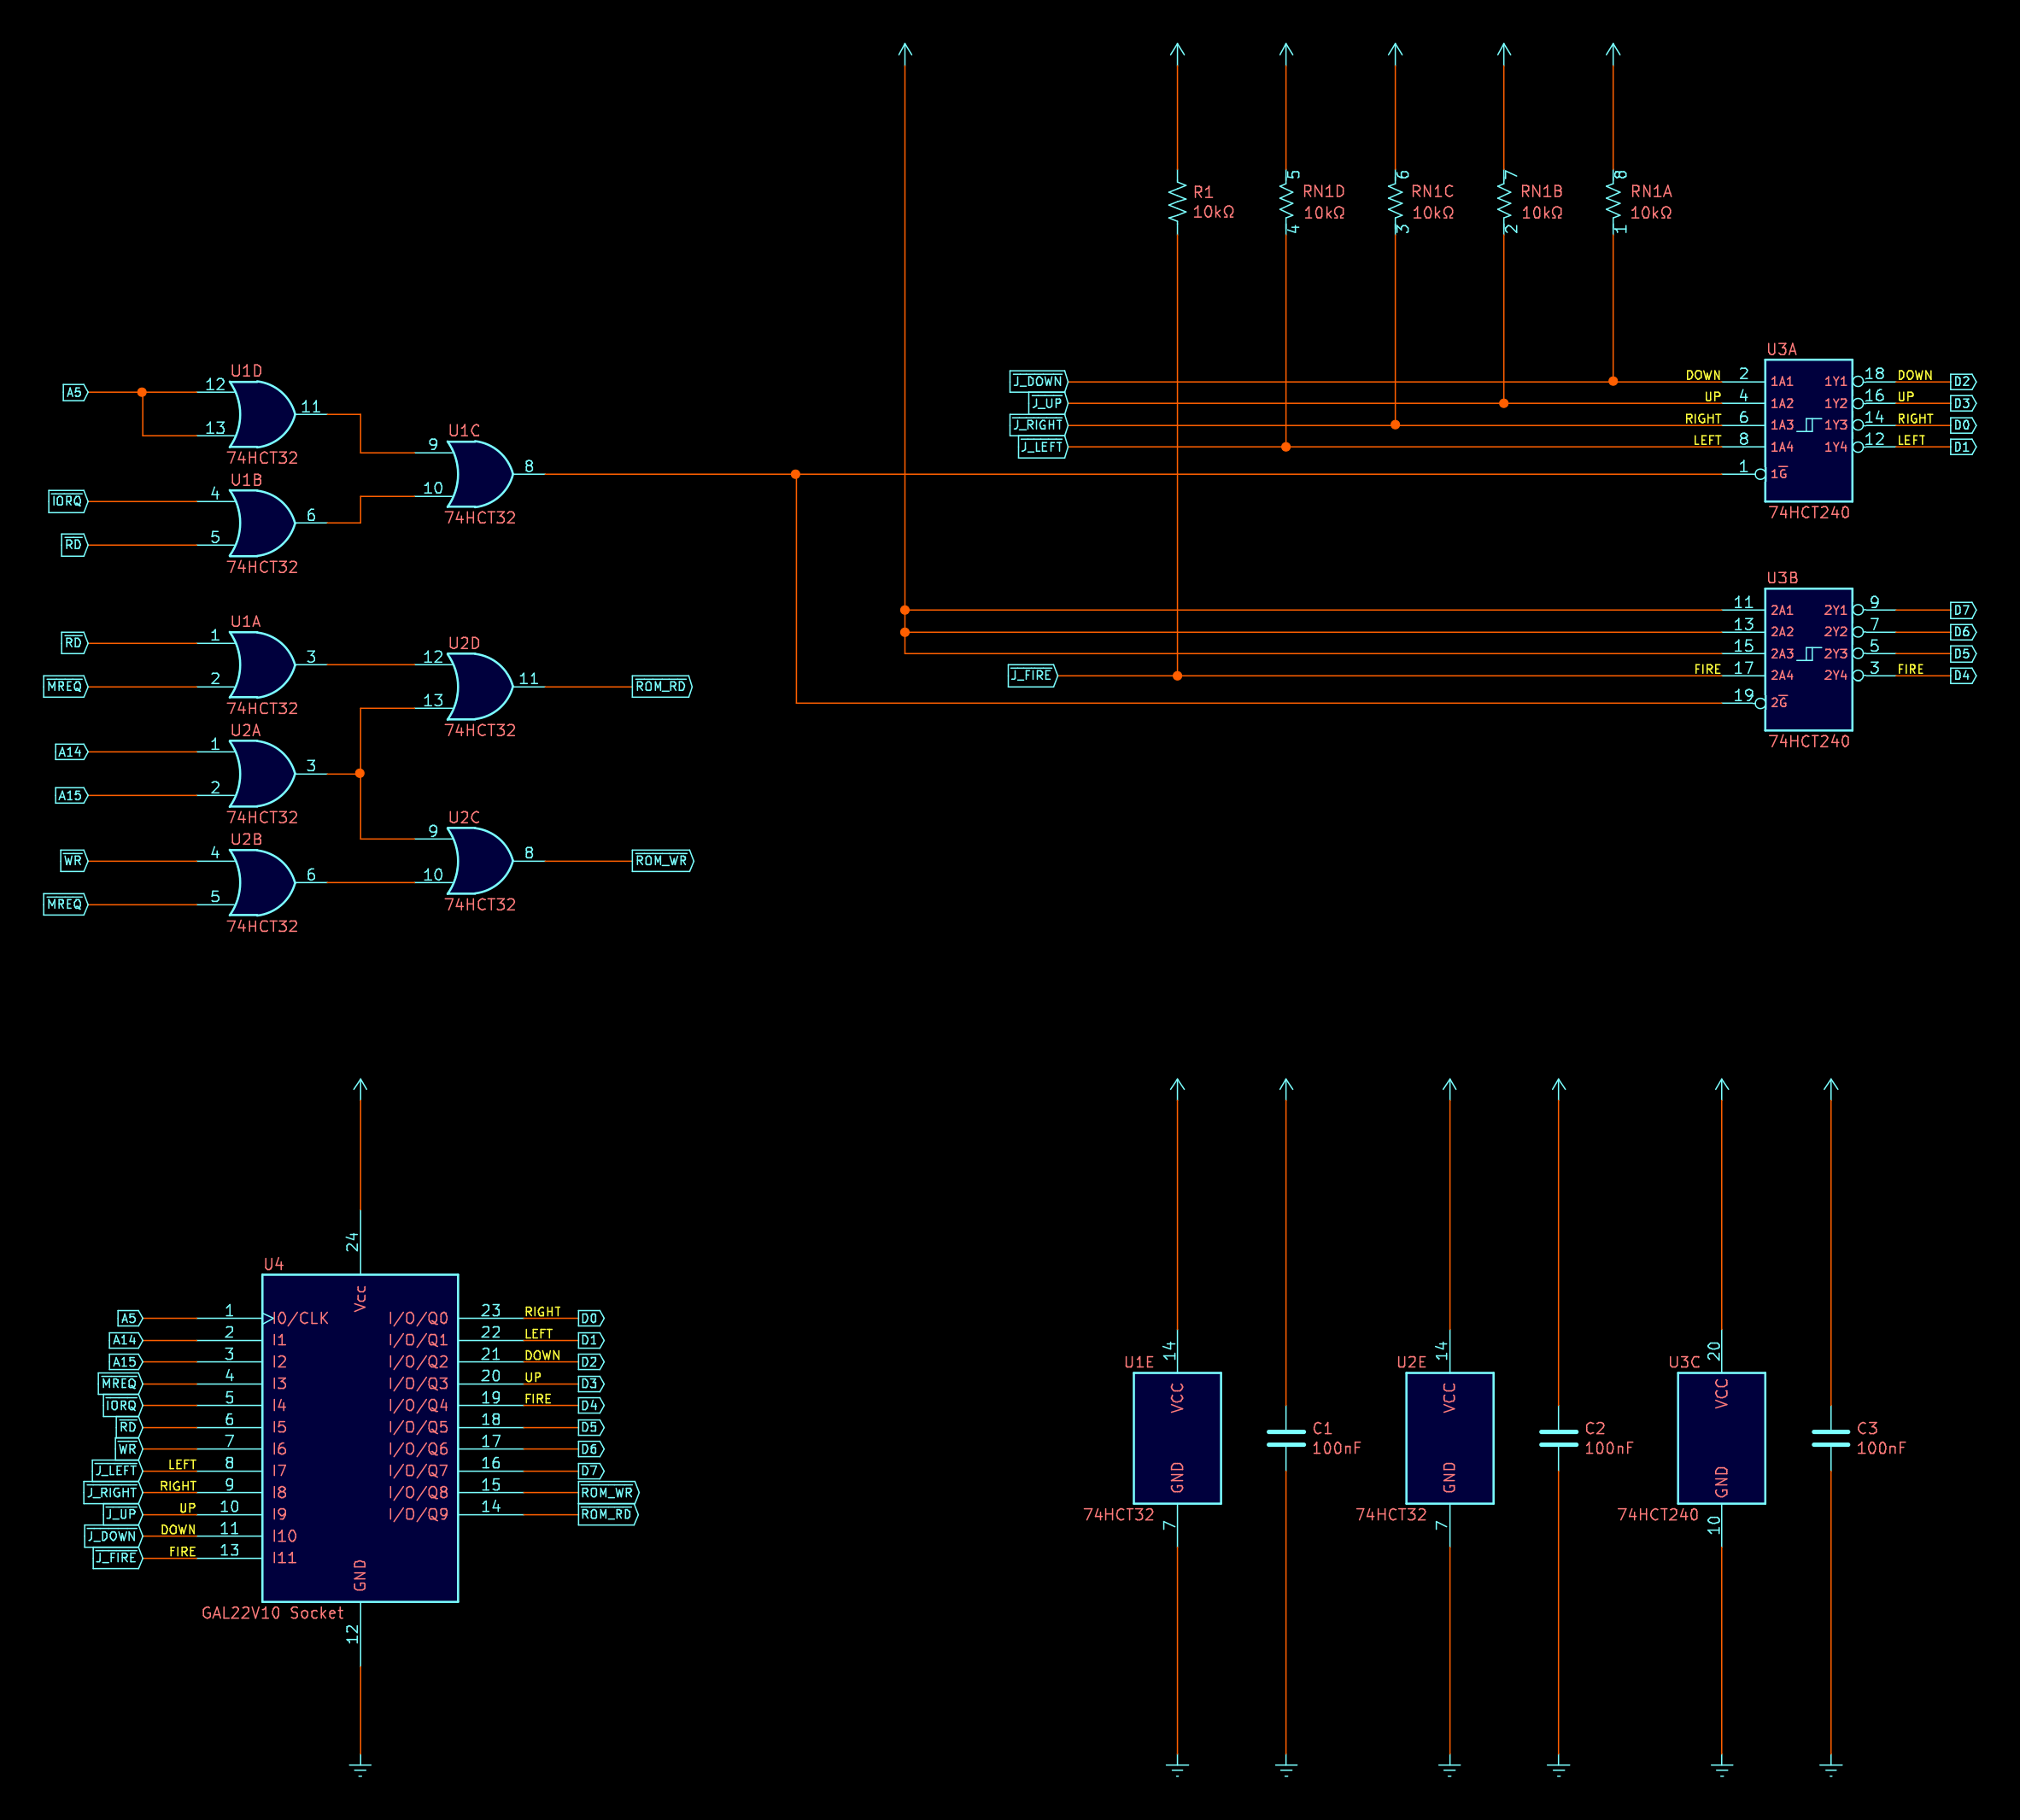 R1
10kΩ
5
RN1D
10kΩ
4
6
RN1C
10kΩ
3
7
RN1B
10kΩ
2
8
RN1A
10kΩ
1
A5
U1D
12
13
11
74HCT32
IORQ
RD
U1B
4
5
6
74HCT32
U1C
9
10
8
74HCT32
J_DOWN
J_UP
J_RIGHT
J_LEFT
U3A
DOWN 2 1A1 1Y1 18 DOWN D2
UP 4 1A2 1Y2 16 UP D3
RIGHT 6 1A3 1Y3 14 RIGHT D0
LEFT 8 1A4 1Y4 12 LEFT D1
1 1G
74HCT240
U3B
11 2A1 2Y1 9 D7
13 2A2 2Y2 7 D6
15 2A3 2Y3 5 D5
J_FIRE FIRE 17 2A4 2Y4 3 FIRE D4
19 2G
74HCT240
RD
MREQ
U1A
1
2
3
74HCT32
U2D
12
13
11
74HCT32
ROM_RD
A14
A15
U2A
1
2
3
74HCT32
WR
MREQ
U2B
4
5
6
74HCT32
U2C
9
10
8
74HCT32
ROM_WR
U4
24
Vcc
A5 1 I0/CLK I/O/Q0 23 RIGHT D0
A14 2 I1 I/O/Q1 22 LEFT D1
A15 3 I2 I/O/Q2 21 DOWN D2
MREQ 4 I3 I/O/Q3 20 UP D3
IORQ 5 I4 I/O/Q4 19 FIRE D4
RD 6 I5 I/O/Q5 18 D5
WR 7 I6 I/O/Q6 17 D6
J_LEFT LEFT 8 I7 I/O/Q7 16 D7
J_RIGHT RIGHT 9 I8 I/O/Q8 15 ROM_WR
J_UP UP 10 I9 I/O/Q9 14 ROM_RD
J_DOWN DOWN 11 I10
J_FIRE FIRE 13 I11
GND
GAL22V10 Socket
12
U1E
14
VCC
GND
74HCT32
7
C1
100nF
U2E
14
VCC
GND
74HCT32
7
C2
100nF
U3C
20
VCC
GND
74HCT240
10
C3
100nF